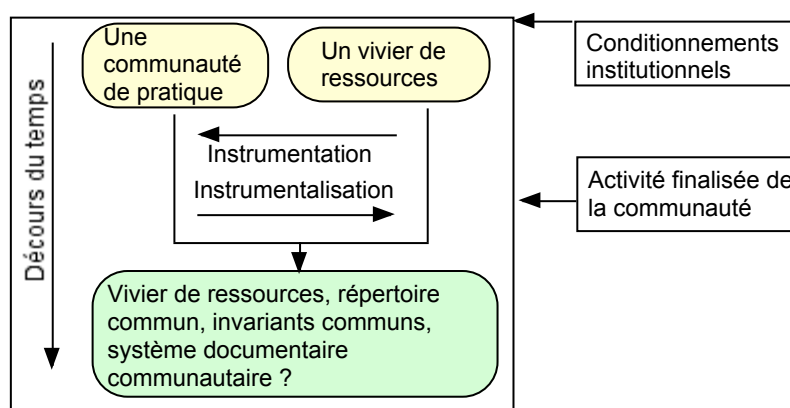 Une
communauté
de pratique
Un vivier de
ressources
Conditionnements
institutionnels
Décours du temps
Instrumentation
Instrumentalisation
Activité finalisée de
la communauté
Vivier de ressources, répertoire
commun, invariants communs,
système documentaire
communautaire ?